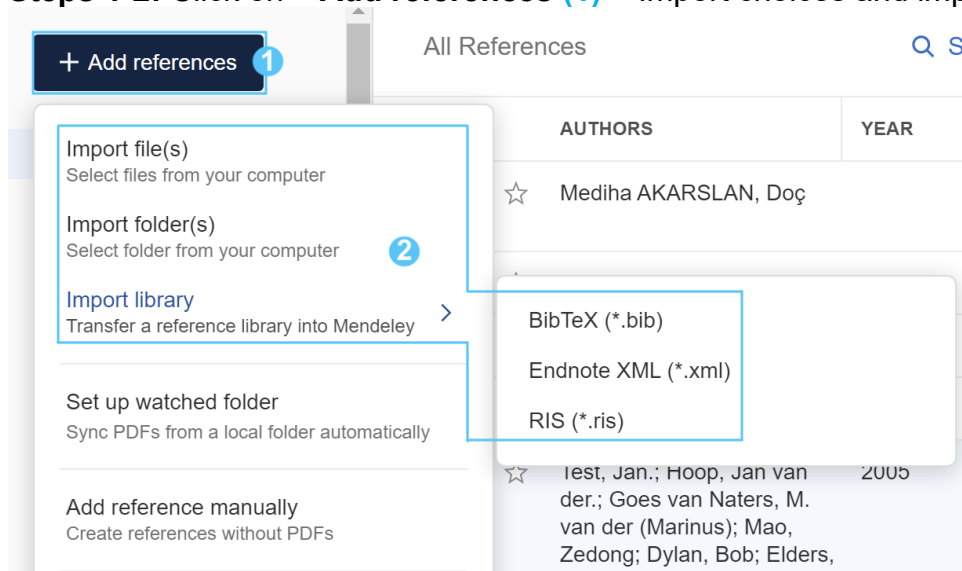 + Add references 1
All References
AUTHORS
YEAR
Import file(s)
Select files from your computer
Mediha AKARSLAN, Doç
Import folder(s)
Select folder from your computer
2
Import library
Transfer a reference library into Mendeley
BibTeX (*.bib)
Endnote XML (*.xml)
RIS (*.ris)
Set up watched folder
Sync PDFs from a local folder automatically
Test, Jan.; Hoop, Jan van
2005
der.; Goes van Naters, M.
van der (Marinus); Mao,
Zedong; Dylan, Bob; Elders,
Add reference manually
Create references without PDFs